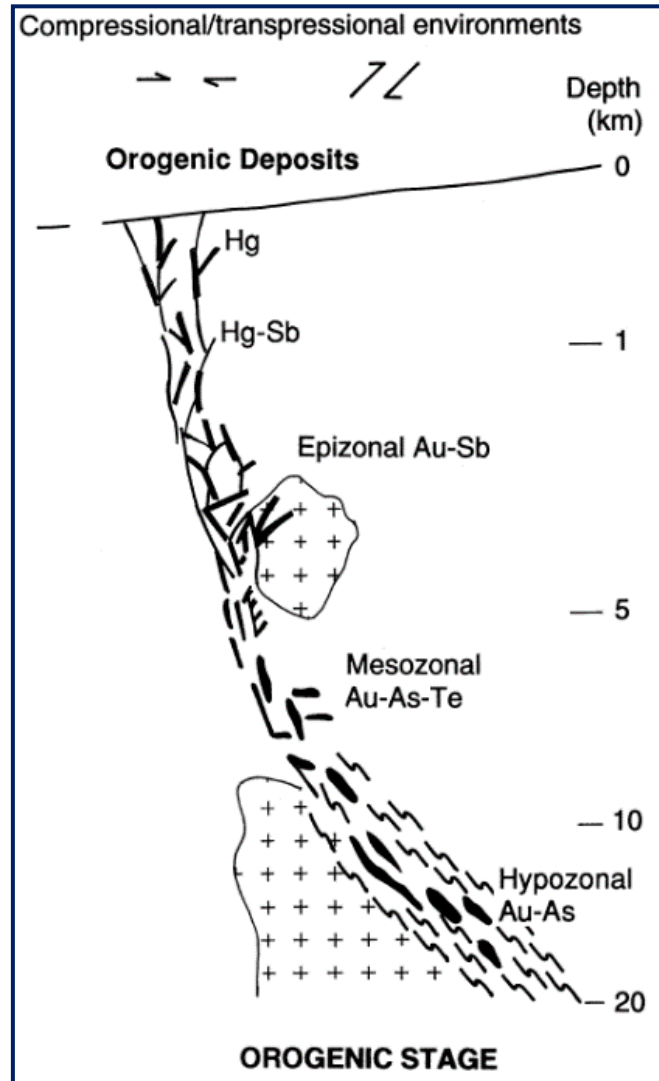 Compressional/transpressional environments
Depth
(km)
Orogenic Deposits
0
Hg
Hg-Sb
1
Epizonal Au-Sb
5
Mesozonal
Au-As-Te
10
Hypozonal
Au-As
20
OROGENIC STAGE